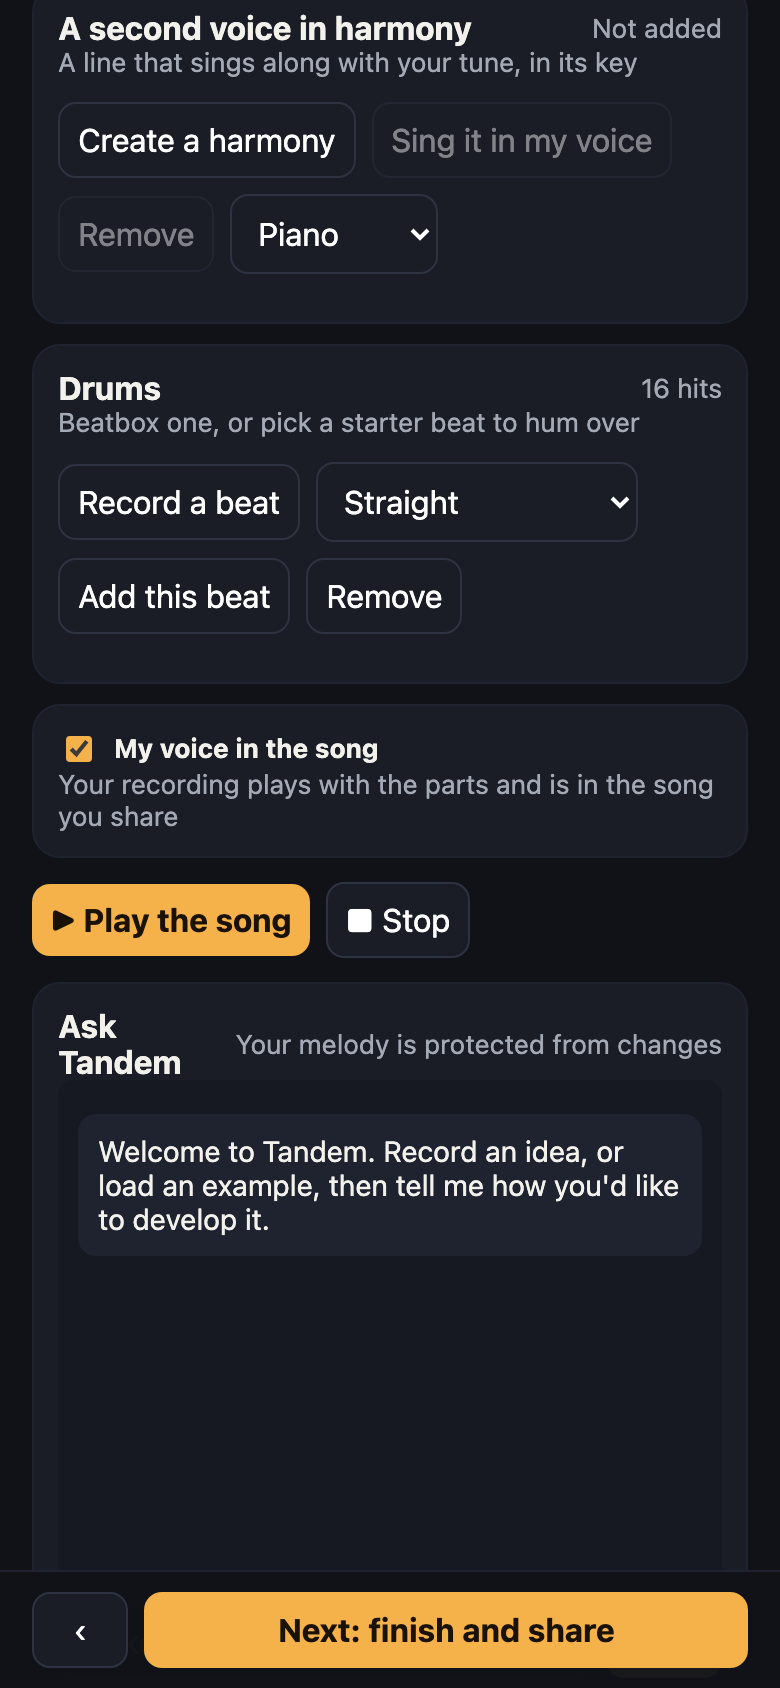 A second voice in harmony
Not added
A line that sings along with your tune, in its key
Create a harmony
Sing it in my voice
Remove
Piano
Drums
16 hits
Beatbox one, or pick a starter beat to hum over
Record a beat
Straight
Add this beat
Remove
My voice in the song
Your recording plays with the parts and is in the song
you share
Play the song
Stop
Ask
Tandem
Your melody is protected from changes
Welcome to Tandem. Record an idea, or
load an example, then tell me how you'd like
to develop it.
‹
Next: finish and share